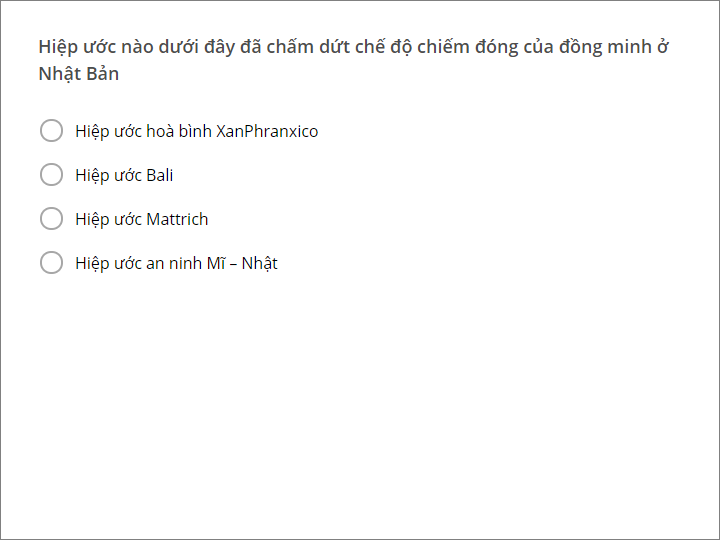 Hiệp ước nào dưới đây đã chấm dứt chế độ chiếm đóng của đồng minh ở
Nhật Bản
Hiệp ước hoà bình XanPhranxico
Hiệp ước Bali
Hiệp ước Mattrich
Hiệp ước an ninh Mĩ – Nhật